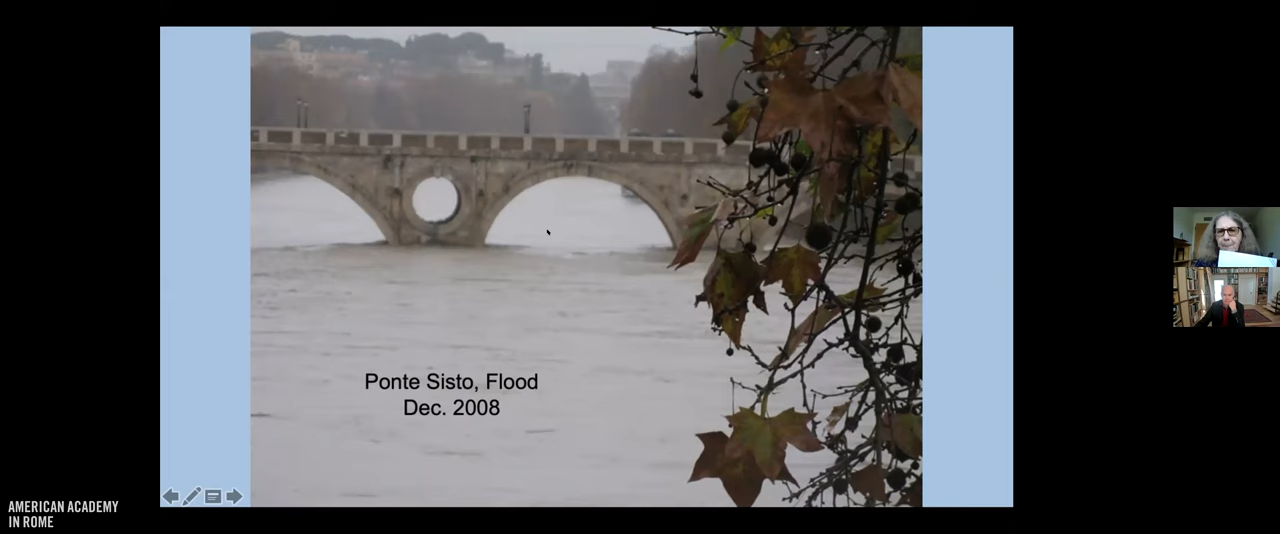 Ponte Sisto, Flood
Dec. 2008
AMERICAN ACADEMY
IN ROME